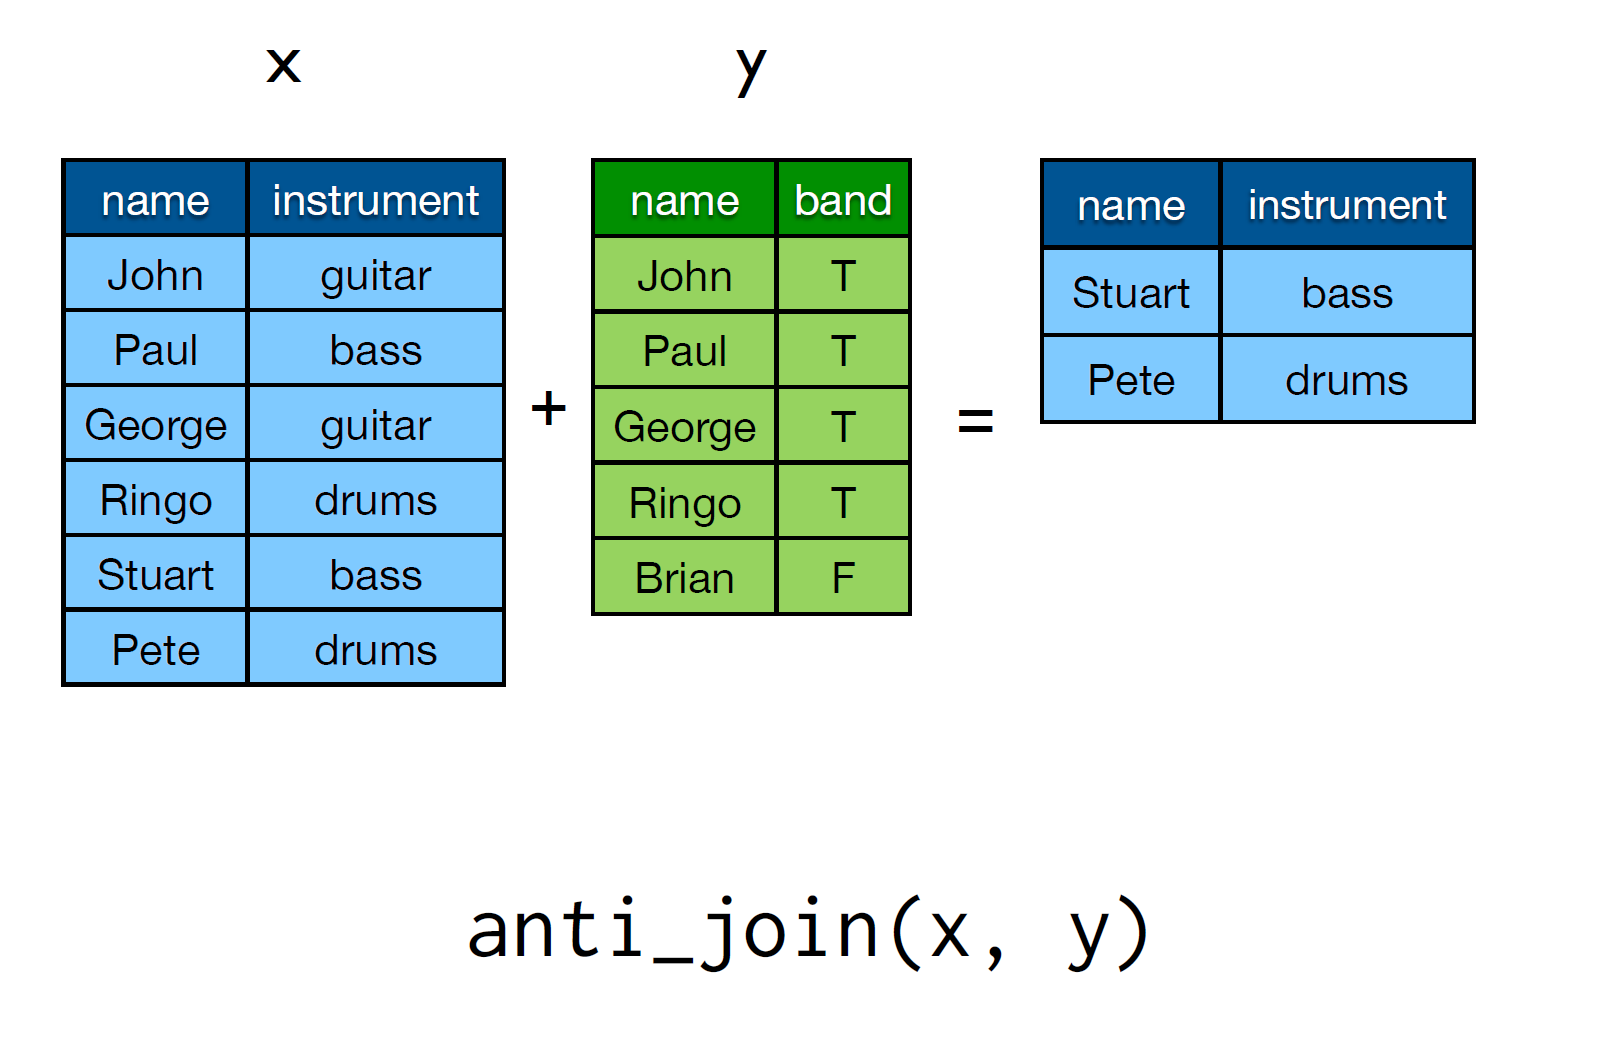 x y
name instrument
John guitar
Paul bass
George guitar
Ringo drums
Stuart bass
Pete drums
+
name band
John T
Paul T
George T
Ringo T
Brian F
=
name instrument
Stuart bass
Pete drums
anti_join(x, y)